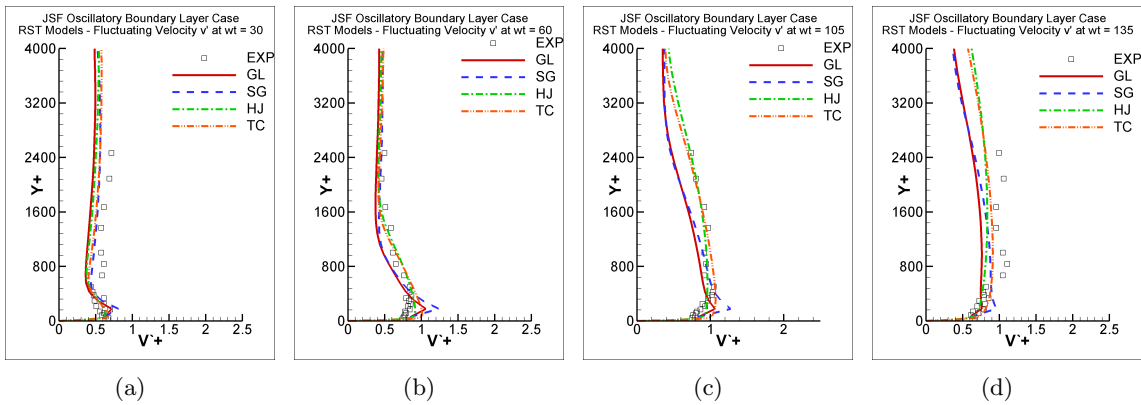 JSF Oscillatory Boundary Layer Case
RST Models - Fluctuating Velocity v' at wt = 30
4000
3200
2400
1600
800
0
Y+
EXP
GL
SG
HJ
TC
0
0.5
1
1.5
2
2.5
V`+
(a)
JSF Oscillatory Boundary Layer Case
RST Models - Fluctuating Velocity v' at wt = 60
4000
3200
2400
1600
800
0
Y+
EXP
GL
SG
HJ
TC
0
0.5
1
1.5
2
2.5
V`+
(b)
JSF Oscillatory Boundary Layer Case
RST Models - Fluctuating Velocity v' at wt = 105
4000
3200
2400
1600
800
0
Y+
EXP
GL
SG
HJ
TC
0
1
2
V`+
(c)
JSF Oscillatory Boundary Layer Case
RST Models - Fluctuating Velocity v' at wt = 135
4000
3200
2400
1600
800
0
Y+
EXP
GL
SG
HJ
TC
0
0.5
1
1.5
2
2.5
V`+
(d)